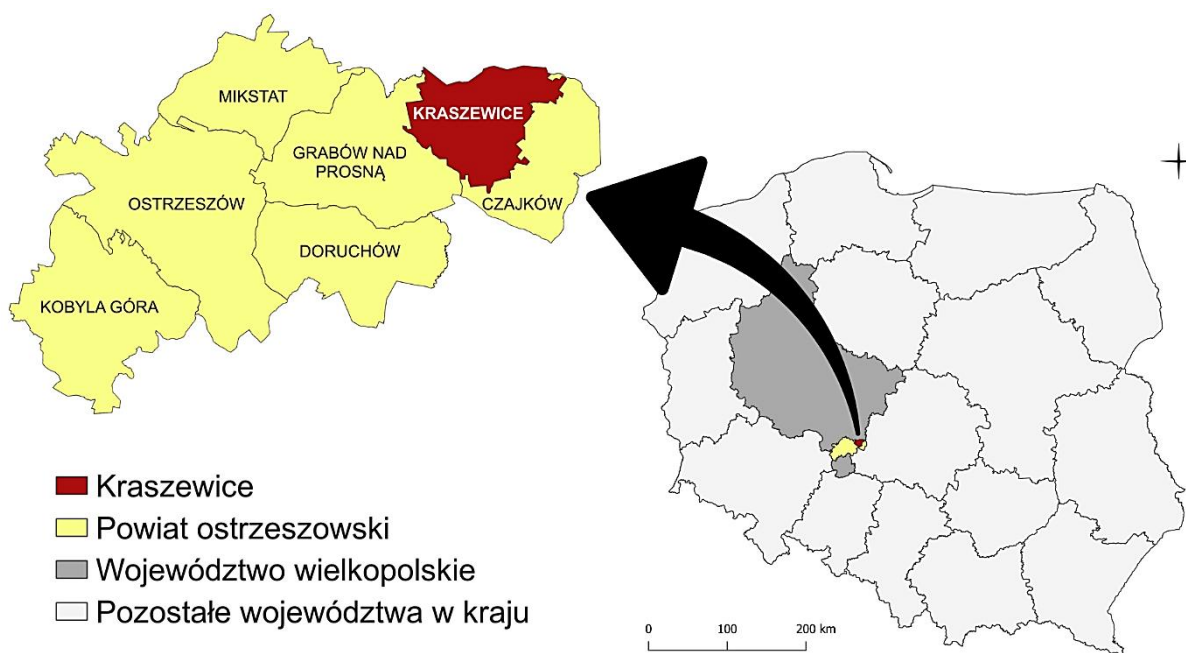 MIKSTAT
KRASZEWICE
GRABÓW NAD
PROSNĄ
OSTRZESZÓW
CZAJKÓW
DORUCHÓW
KOBYLA GÓRA
Kraszewice
Powiat ostrzeszowski
Województwo wielkopolskie
Pozostałe województwa w kraju
0 100 200 km